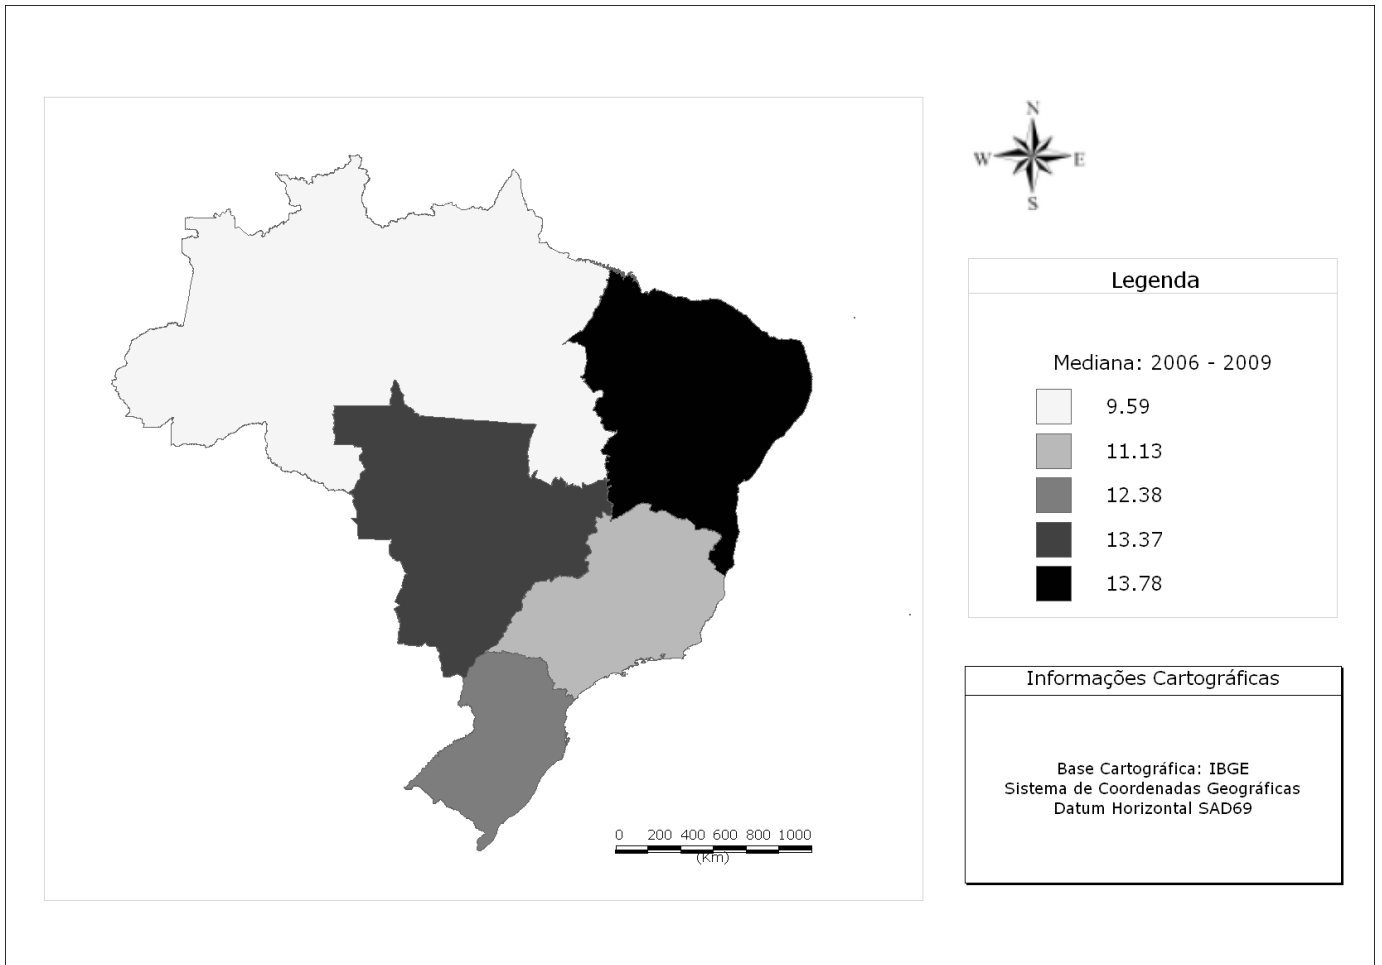 N
W E
S
Legenda
Mediana: 2006 - 2009
9.59
11.13
12.38
13.37
13.78
Informações Cartográficas
Base Cartográfica: IBGE
Sistema de Coordenadas Geográficas
Datum Horizontal SAD69
0 200 400 600 800 1000
(Km)